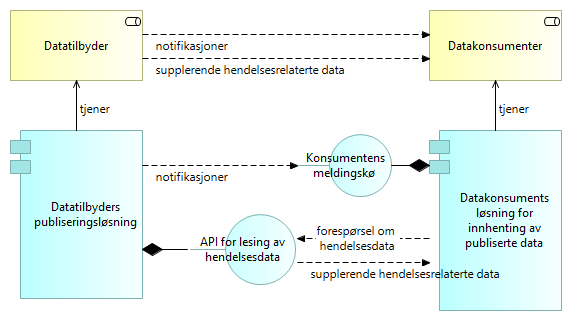 Datatilbyder
notifikasjoner
supplerende hendelsesrelaterte data
Datakonsumenter
tjener
tjener
Datatilbyders
publiseringsløsning
notifikasjoner
Konsumentens
meldingskø
Datakonsuments
løsning for
innhenting av
publiserte data
API for lesing av
hendelsesdata
forespørsel om
hendelsesdata
supplerende hendelsesrelaterte data